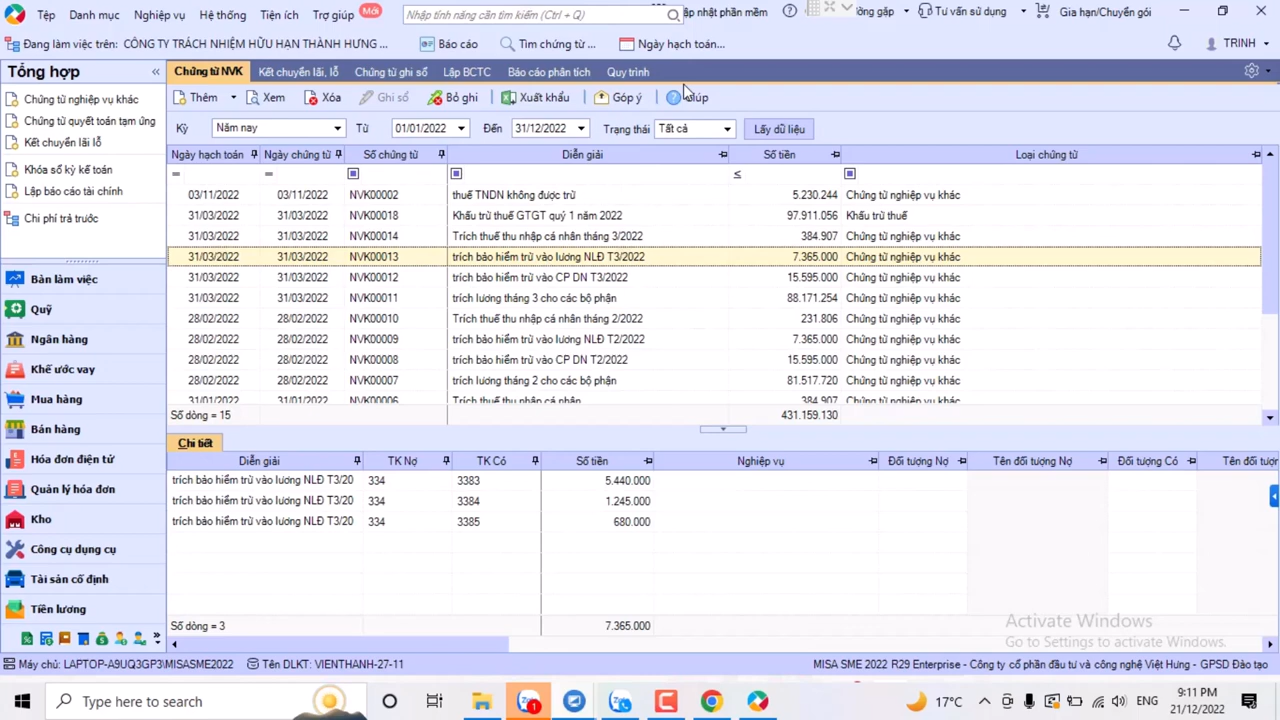 Tệp Danh mục Nghiệp vụ Hệ thống Tiện ích Trợ giúp Mới Nhập tính năng cần tìm kiếm (Ctrl + Q) cập nhật phần mềm gặp Tư vấn sử dụng Gia hạn/Chuyển gói
Đang làm việc trên: CÔNG TY TRÁCH NHIỆM HỮU HẠN THÀNH HƯNG ... Báo cáo Tìm chứng từ ... Ngày hạch toán... TRINH
Tổng hợp «
Chứng từ NVK Kết chuyển lãi, lỗ Chứng từ ghi sổ Lập BCTC Báo cáo phân tích Quy trình
Chứng từ nghiệp vụ khác
Chứng từ quyết toán tạm ứng
Kết chuyển lãi lỗ
Khóa sổ kỳ kế toán
Lập báo cáo tài chính
Chi phí trả trước
Bàn làm việc
Quỹ
Ngân hàng
Khế ước vay
Mua hàng
Bán hàng
Hóa đơn điện tử
Quản lý hóa đơn
Kho
Công cụ dụng cụ
Tài sản cố định
Tiền lương
Thêm Xem Xóa Ghi sổ Bỏ ghi Xuất khẩu Góp ý Giúp
Kỳ Năm nay Từ 01/01/2022 Đến 31/12/2022 Trạng thái Tất cả Lấy dữ liệu
Ngày hạch toán Ngày chứng từ Số chứng từ Diễn giải Số tiền Loại chứng từ
= = ≤
03/11/2022 03/11/2022 NVK00002 thuế TNDN không được trừ 5.230.244 Chứng từ nghiệp vụ khác
31/03/2022 31/03/2022 NVK00018 Khấu trừ thuế GTGT quý 1 năm 2022 97.911.056 Khấu trừ thuế
31/03/2022 31/03/2022 NVK00014 Trích thuế thu nhập cá nhân tháng 3/2022 384.907 Chứng từ nghiệp vụ khác
31/03/2022 31/03/2022 NVK00013 trích bảo hiểm trừ vào lương NLĐ T3/2022 7.365.000 Chứng từ nghiệp vụ khác
31/03/2022 31/03/2022 NVK00012 trích bảo hiểm trừ vào CP DN T3/2022 15.595.000 Chứng từ nghiệp vụ khác
31/03/2022 31/03/2022 NVK00011 trích lương tháng 3 cho các bộ phận 88.171.254 Chứng từ nghiệp vụ khác
28/02/2022 28/02/2022 NVK00010 Trích thuế thu nhập cá nhân tháng 2/2022 231.806 Chứng từ nghiệp vụ khác
28/02/2022 28/02/2022 NVK00009 trích bảo hiểm trừ vào lương NLĐ T2/2022 7.365.000 Chứng từ nghiệp vụ khác
28/02/2022 28/02/2022 NVK00008 trích bảo hiểm trừ vào CP DN T2/2022 15.595.000 Chứng từ nghiệp vụ khác
28/02/2022 28/02/2022 NVK00007 trích lương tháng 2 cho các bộ phận 81.517.720 Chứng từ nghiệp vụ khác
31/01/2022 31/01/2022 NVK00006 Trích thuế thu nhập cá nhân 384.907 Chứng từ nghiệp vụ khác
Số dòng = 15 431.159.130
Chi tiết
Diễn giải TK Nợ TK Có Số tiền Nghiệp vụ Đối tượng Nợ Tên đối tượng Nợ Đối tượng Có Tên đối tượng
trích bảo hiểm trừ vào lương NLĐ T3/20 334 3383 5.440.000
trích bảo hiểm trừ vào lương NLĐ T3/20 334 3384 1.245.000
trích bảo hiểm trừ vào lương NLĐ T3/20 334 3385 680.000
Số dòng = 3 7.365.000
Activate Windows
Go to Settings to activate Windows.
Máy chủ: LAPTOP-A9UQ3GP3\MISASME2022 Tên DLKT: VIENTHANH-27-11 MISA SME 2022 R29 Enterprise - Công ty cổ phần đầu tư và công nghệ Việt Hưng - GPSD Đào tạo
Type here to search 1 17°C ENG 9:11 PM
21/12/2022